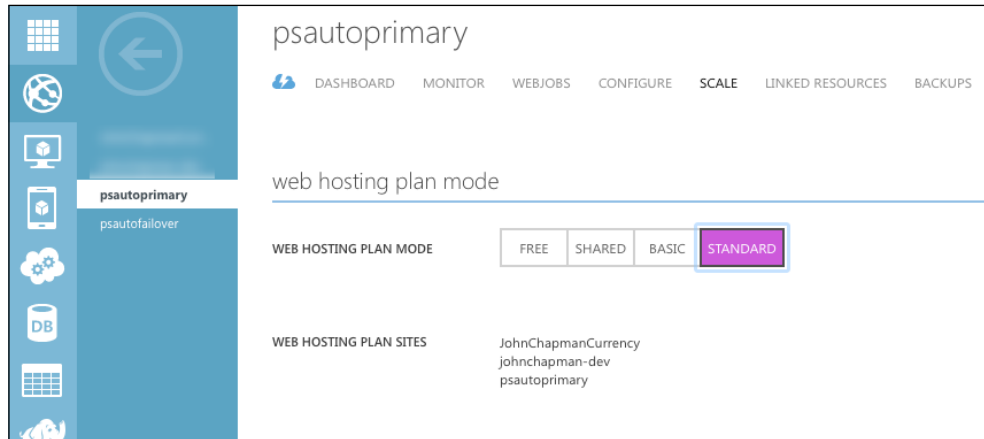 psautoprimary
DASHBOARD MONITOR WEBJOBS CONFIGURE SCALE LINKED RESOURCES BACKUPS
psautoprimary
psautofailover
web hosting plan mode
WEB HOSTING PLAN MODE FREE SHARED BASIC STANDARD
WEB HOSTING PLAN SITES JohnChapmanCurrency
johnchapman-dev
psautoprimary
DB